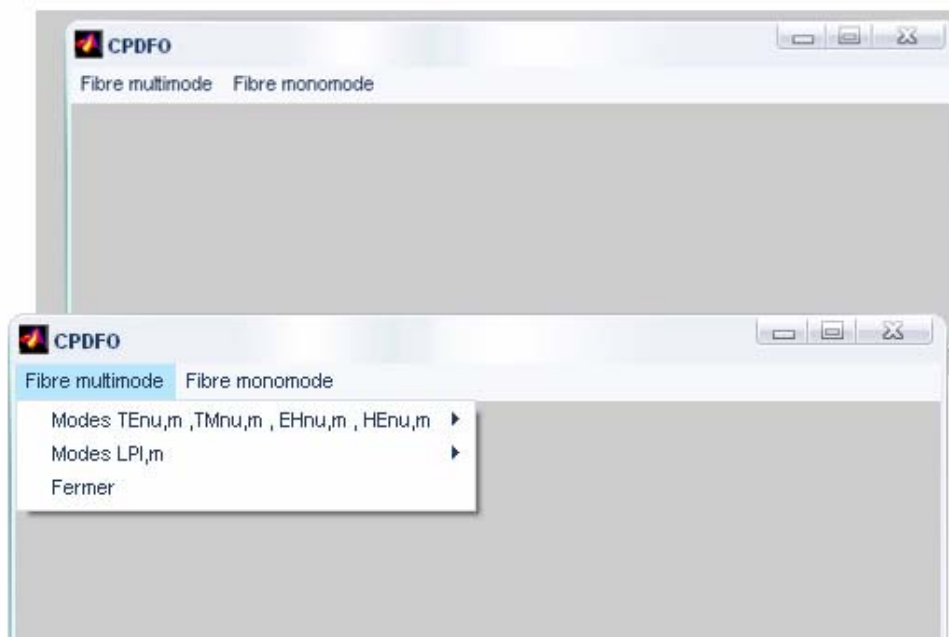 CPDFO
Fibre multimode Fibre monomode
CPDFO
Fibre multimode Fibre monomode
Modes TEnu,m ,TMnu,m , EHnu,m , HEnu,m
Modes LPl,m
Fermer